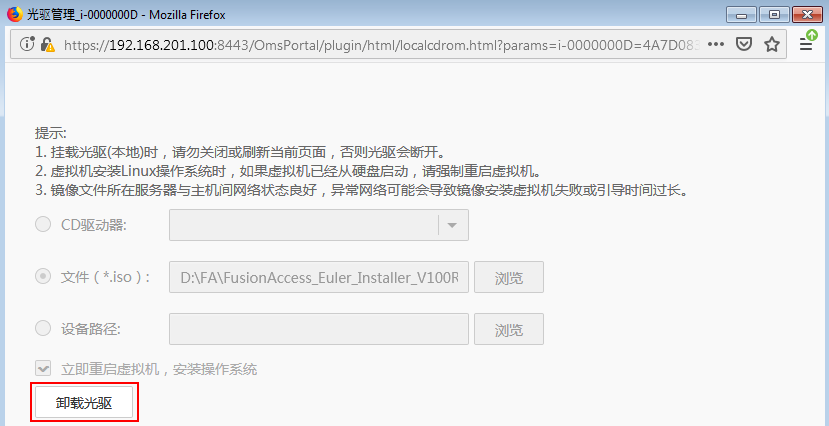 光驱管理_i-0000000D - Mozilla Firefox
https://192.168.201.100:8443/OmsPortal/plugin/html/localcdrom.html?params=i-0000000D=4A7D083
提示:
1. 挂载光驱(本地)时，请勿关闭或刷新当前页面，否则光驱会断开。
2. 虚拟机安装Linux操作系统时，如果虚拟机已经从硬盘启动，请强制重启虚拟机。
3. 镜像文件所在服务器与主机间网络状态良好，异常网络可能会导致镜像安装虚拟机失败或引导时间过长。
CD驱动器:
文件 ( *.iso ) : D:\FA\FusionAccess_Euler_Installer_V100R 浏览
设备路径: 浏览
立即重启虚拟机，安装操作系统
卸载光驱